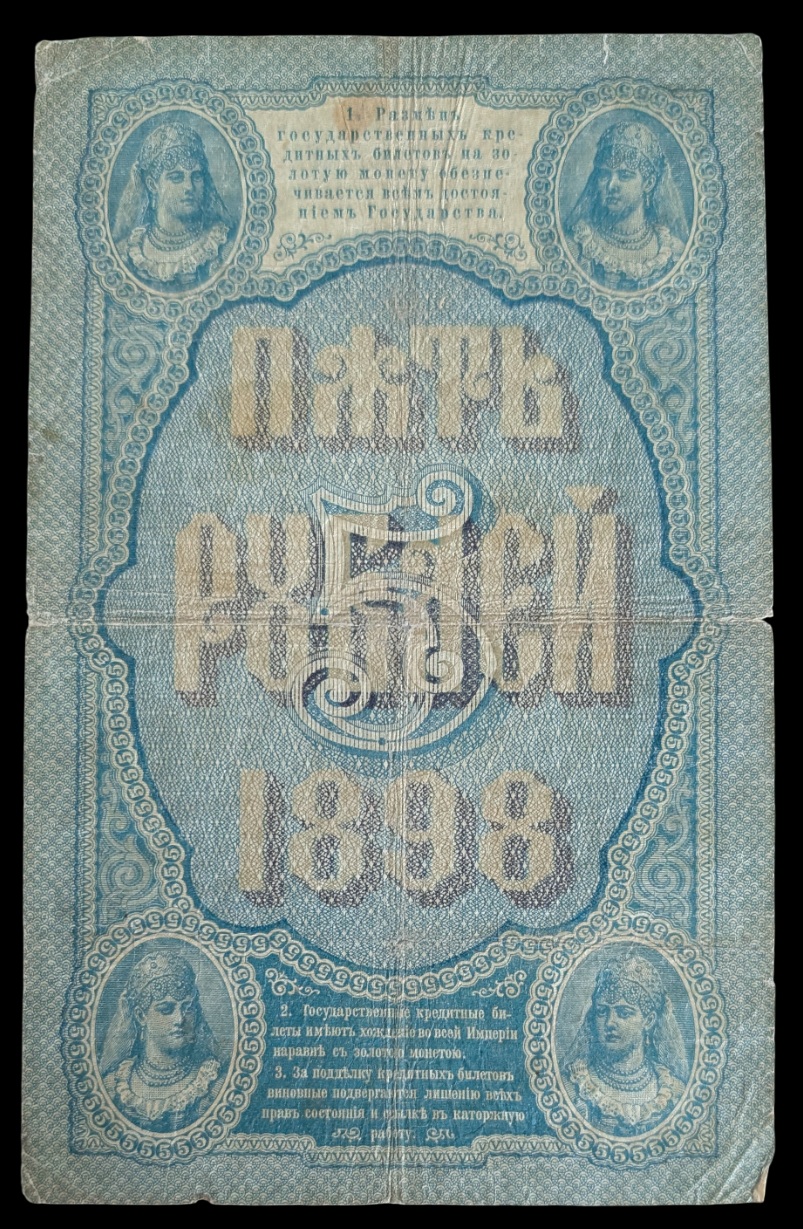 1. Размѣнъ
государственныхъ кре-
дитныхъ билетовъ на зо-
лотую монету обезпе-
чивается всѣмъ достоя-
ніемъ Государства.
ПЯТЬ
РУБЛЕЙ
5
1898
2. Государственные кредитные би-
леты имѣютъ хожденіе во всей Имперіи
наравнѣ съ золотою монетою.
3. За поддѣлку кредитныхъ билетовъ
виновные подвергаются лишенію всѣхъ
правъ состоянія и ссылкѣ въ каторжную
работу.